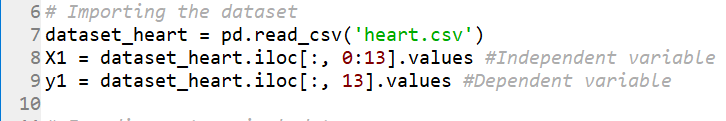 6 # Importing the dataset
7 dataset_heart = pd.read_csv('heart.csv')
8 X1 = dataset_heart.iloc[:, 0:13].values #Independent variable
9 y1 = dataset_heart.iloc[:, 13].values #Dependent variable
10